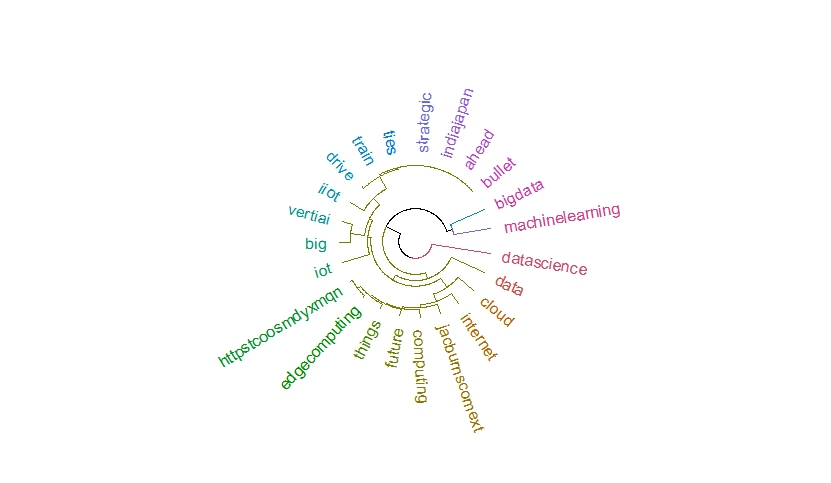 strategic
indiajapan
ahead
bullet
bigdata
machinelearning
datascience
data
cloud
internet
jacburnscomext
computing
future
things
edgecomputing
httpstcoosmdyxmqn
iot
big
vertiai
iiot
drive
train
ties